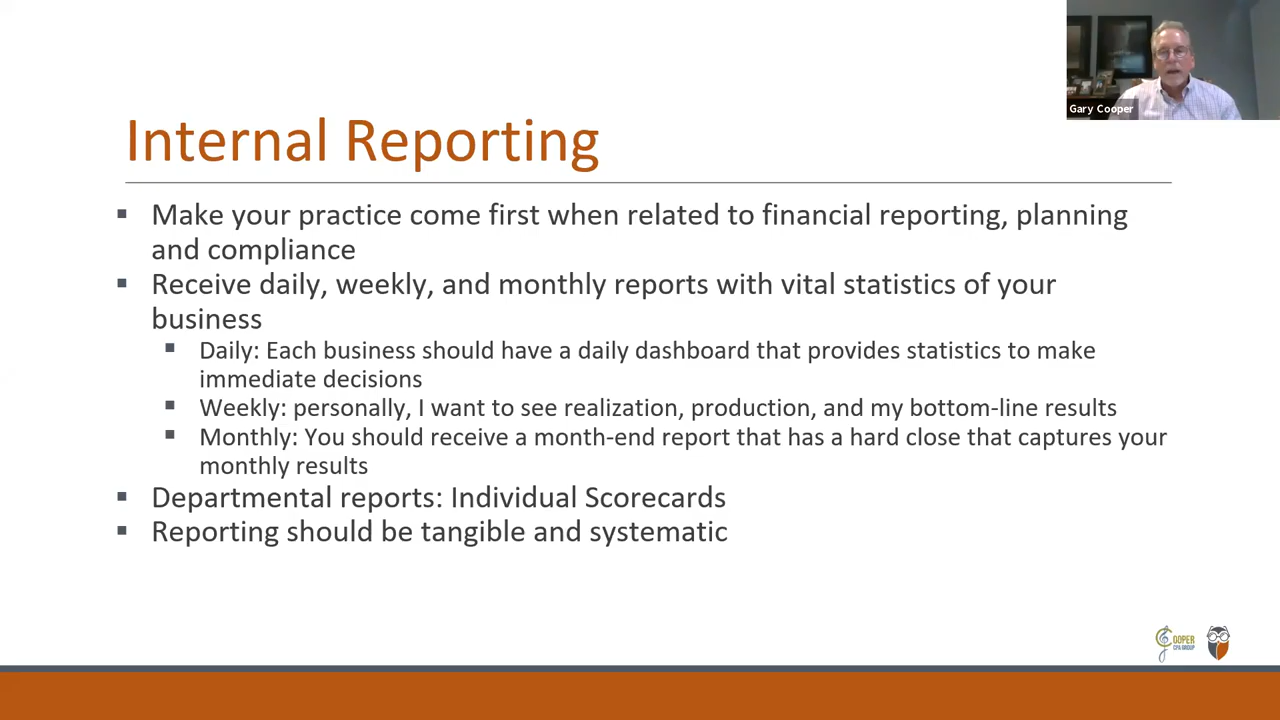 Gary Cooper
Internal Reporting
Make your practice come first when related to financial reporting, planning
and compliance
Receive daily, weekly, and monthly reports with vital statistics of your
business
Daily: Each business should have a daily dashboard that provides statistics to make
immediate decisions
Weekly: personally, I want to see realization, production, and my bottom-line results
Monthly: You should receive a month-end report that has a hard close that captures your
monthly results
Departmental reports: Individual Scorecards
Reporting should be tangible and systematic
COOPER
CPA GROUP